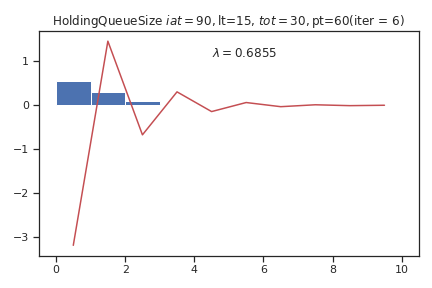 HoldingQueueSize iat = 90, lt=15, tot = 30, pt=60(iter = 6)
λ = 0.6855
1
0
−1
−2
−3
0 2 4 6 8 10